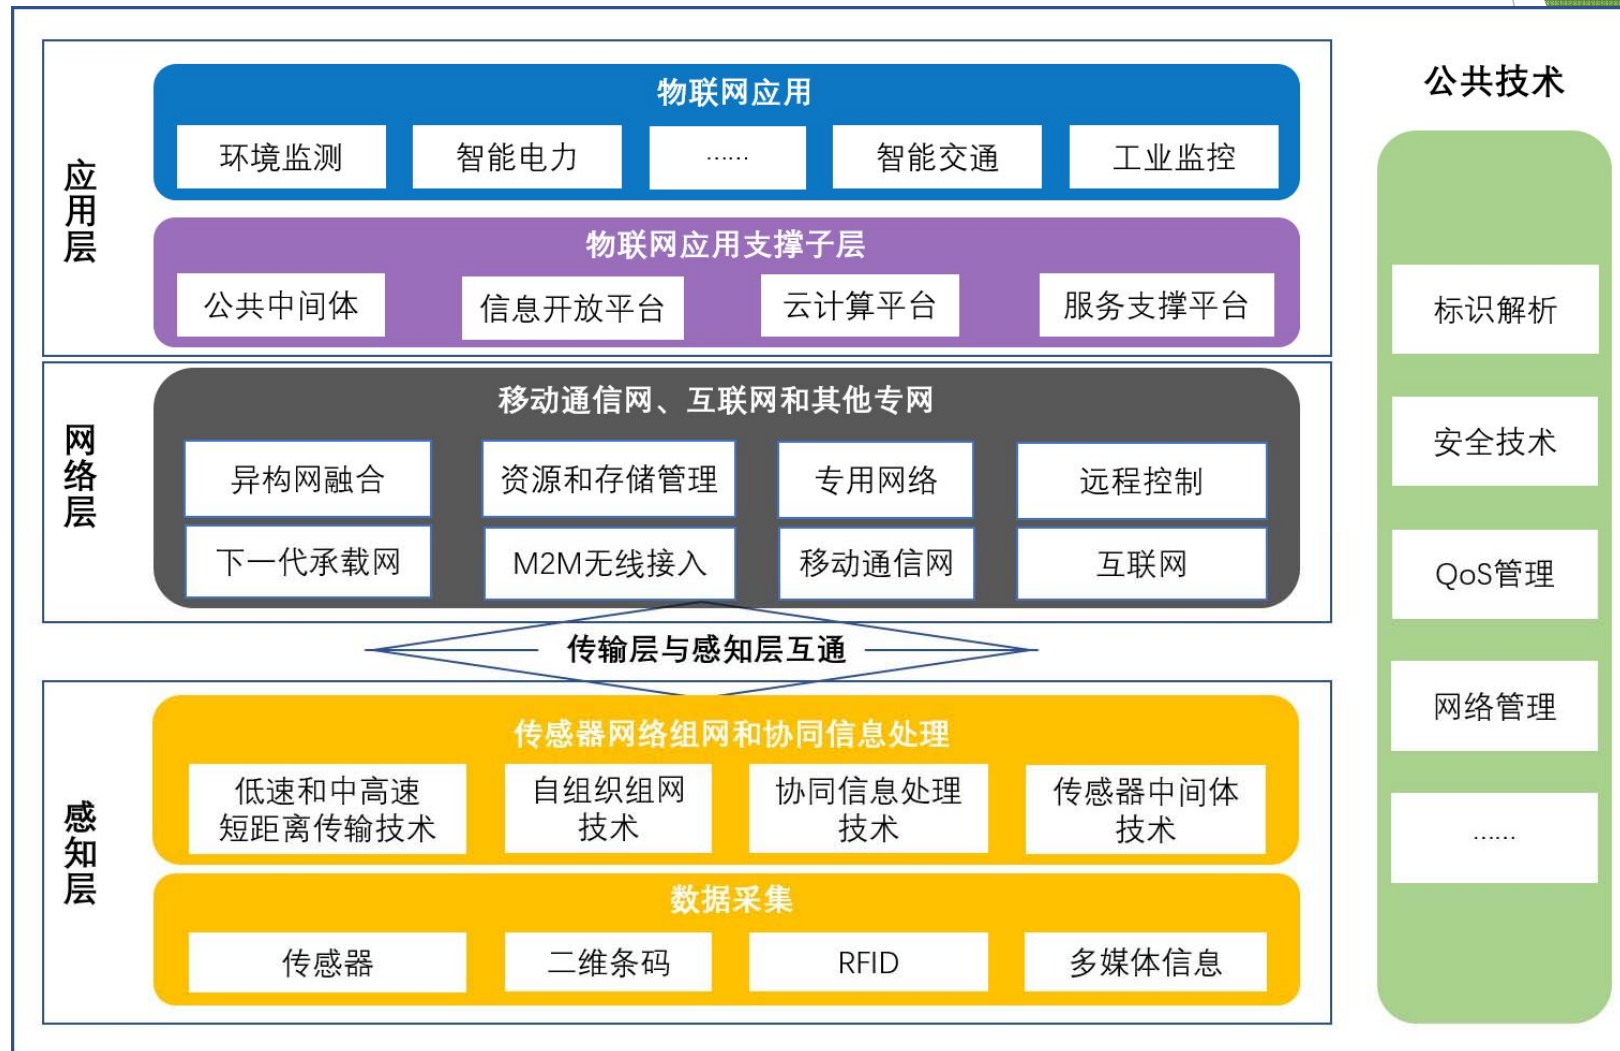 应用层
物联网应用
环境监测
智能电力
……
智能交通
工业监控
物联网应用支撑子层
公共中间体
信息开放平台
云计算平台
服务支撑平台
网络层
移动通信网、互联网和其他专网
异构网融合
资源和存储管理
专用网络
远程控制
下一代承载网
M2M无线接入
移动通信网
互联网
传输层与感知层互通
感知层
传感器网络组网和协同信息处理
低速和中高速
短距离传输技术
自组织组网
技术
协同信息处理
技术
传感器中间体
技术
数据采集
传感器
二维条码
RFID
多媒体信息
公共技术
标识解析
安全技术
QoS管理
网络管理
……